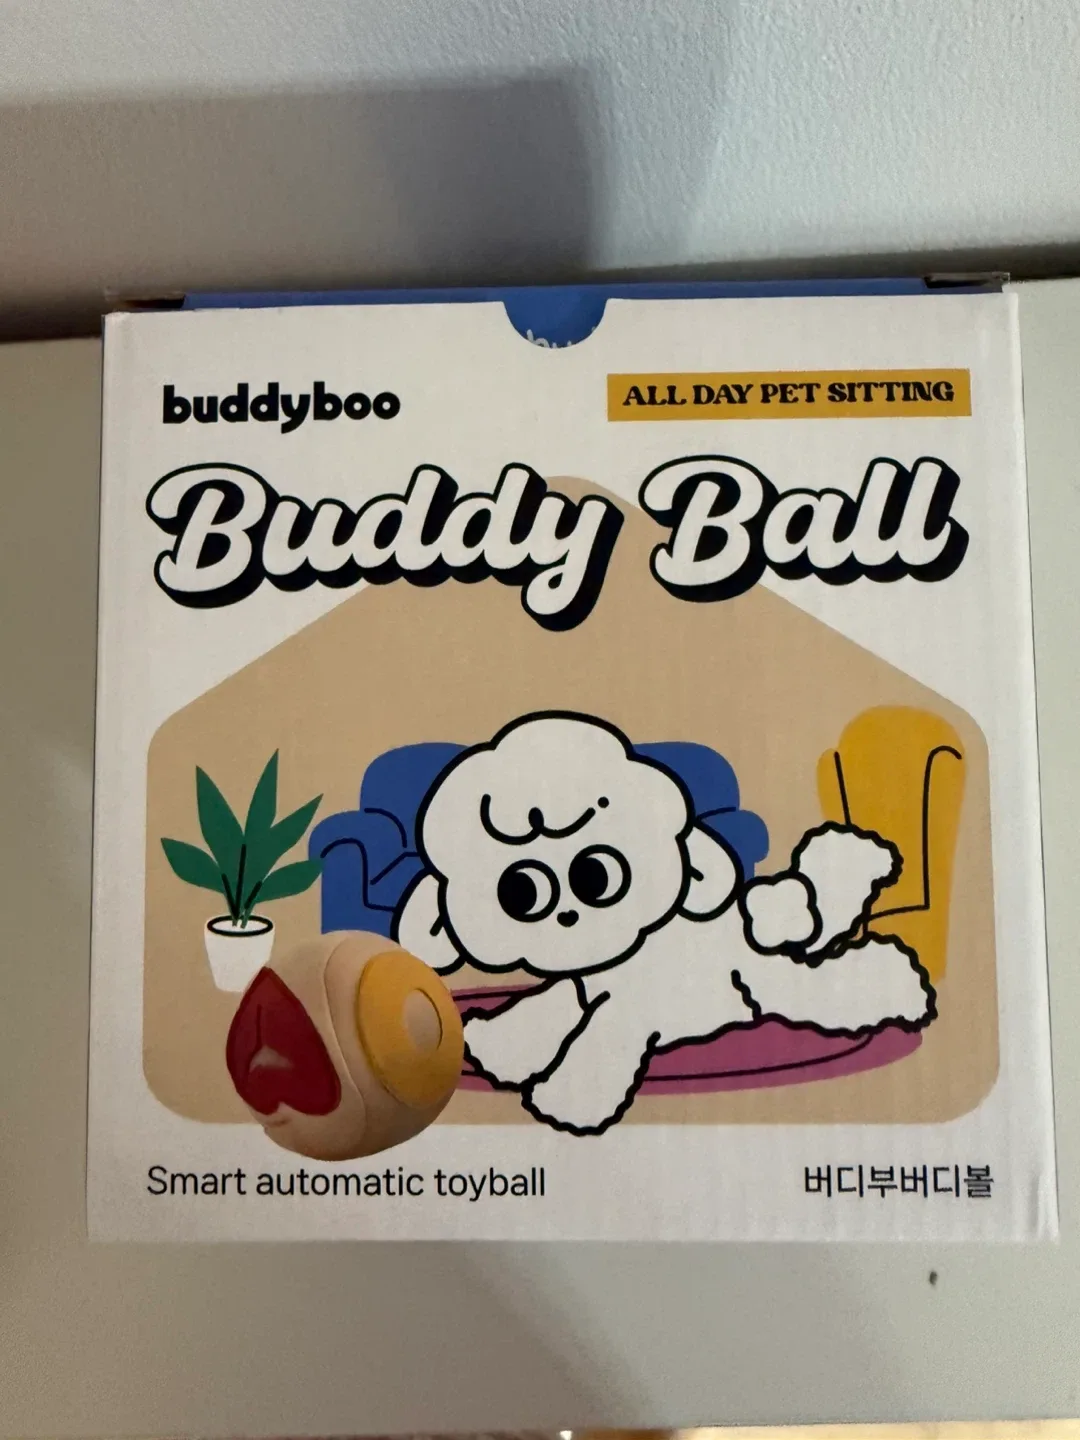 buddyboo
ALL DAY PET SITTING
Buddy Ball
Smart automatic toyball
버디부버디볼